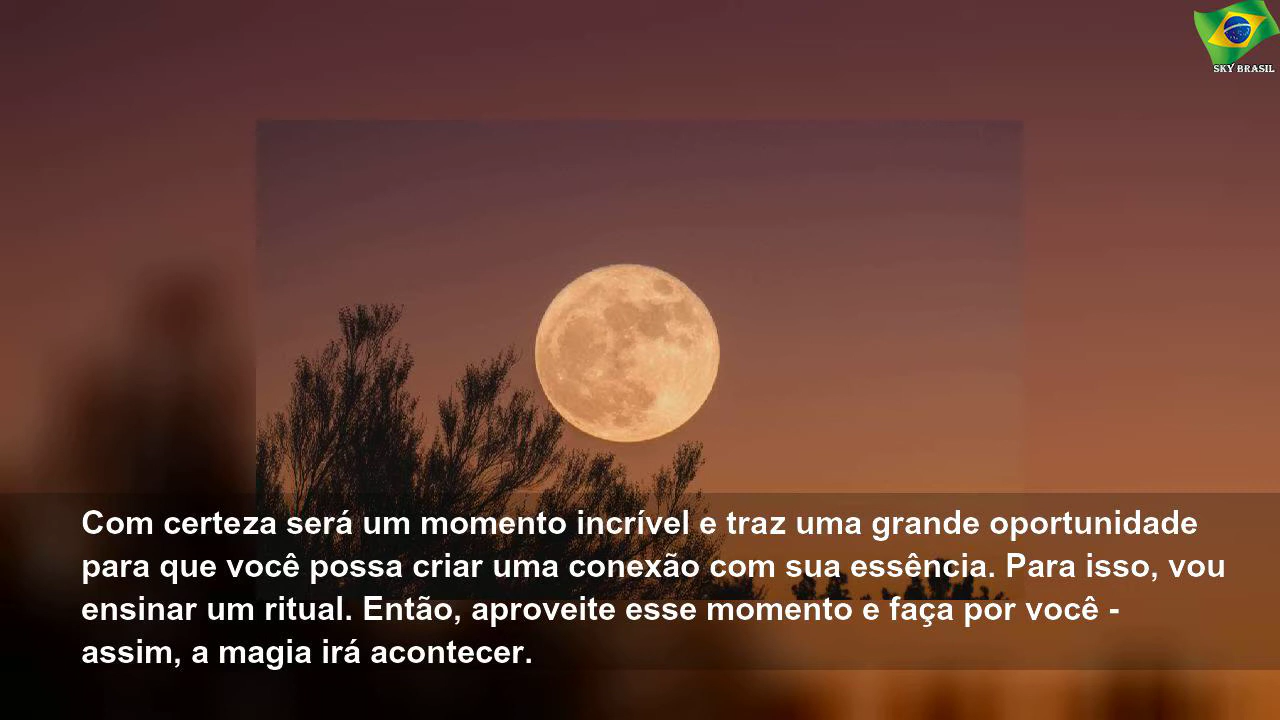 SKY BRASIL
Com certeza será um momento incrível e traz uma grande oportunidade
para que você possa criar uma conexão com sua essência. Para isso, vou
ensinar um ritual. Então, aproveite esse momento e faça por você -
assim, a magia irá acontecer.